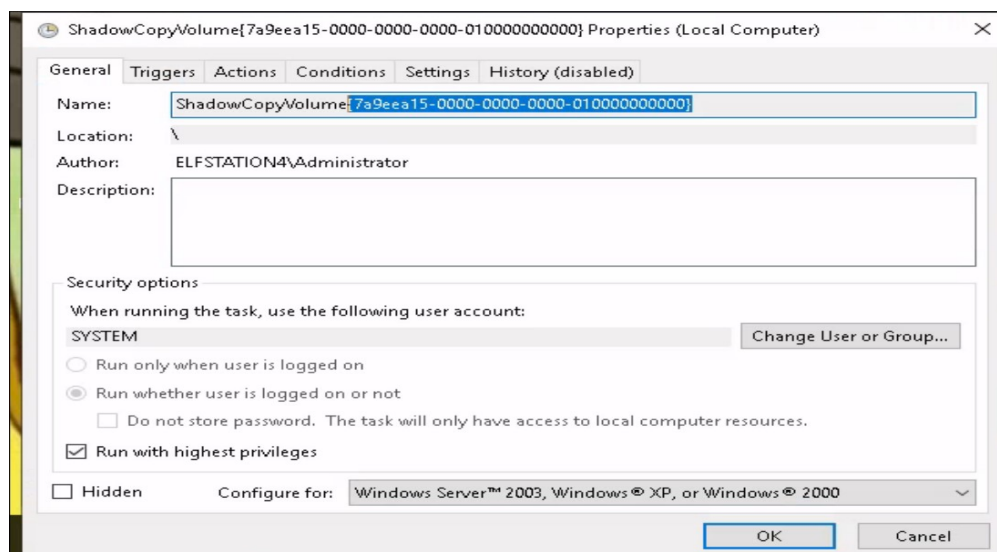 ShadowCopyVolume{7a9eea15-0000-0000-0000-010000000000} Properties (Local Computer)
General Triggers Actions Conditions Settings History (disabled)
Name: ShadowCopyVolume{7a9eea15-0000-0000-0000-010000000000}
Location: \
Author: ELFSTATION4\Administrator
Description:
Security options
When running the task, use the following user account:
SYSTEM Change User or Group...
Run only when user is logged on
Run whether user is logged on or not
Do not store password. The task will only have access to local computer resources.
Run with highest privileges
Hidden Configure for: Windows Server™ 2003, Windows® XP, or Windows® 2000
OK Cancel